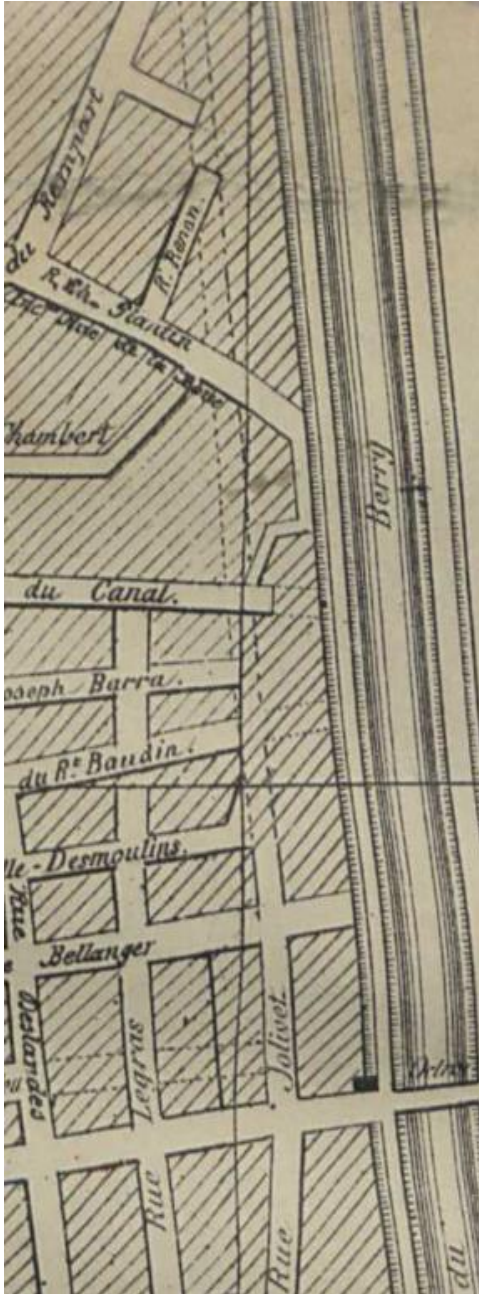 du Rempart
R. Renan.
R. Ch. Plantin
Chambert
Berry
du Canal.
Joseph Barra.
du Rt Baudin.
lle-Desmoulins.
Bellanger
Rue Deslandes
Rue Legras
Rue Jolivet
du